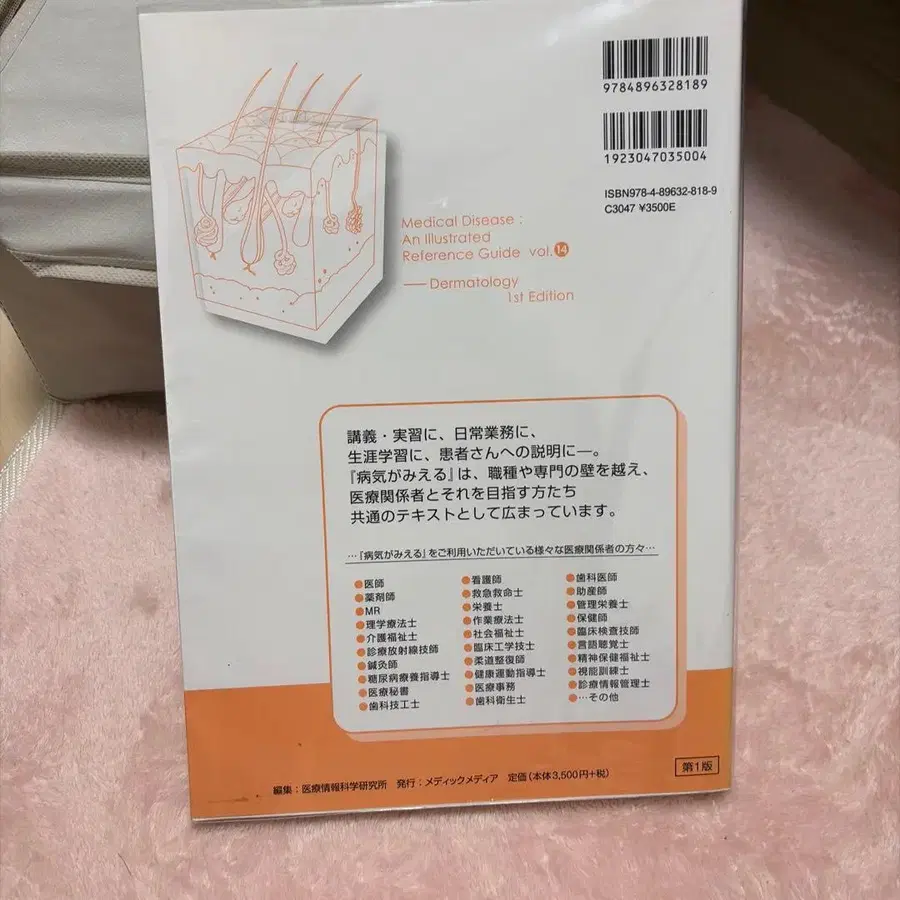 9784896328189
1923047035004
ISBN978-4-89632-818-9
C3047 ¥3500E
Medical Disease :
An Illustrated
Reference Guide vol.14
— Dermatology
1st Edition
講義・実習に、日常業務に、
生涯学習に、患者さんへの説明に―。
『病気がみえる』は、職種や専門の壁を越え、
医療関係者とそれを目指す方たち
共通のテキストとして広まっています。
…『病気がみえる』をご利用いただいている様々な医療関係者の方々…
●医師
●薬剤師
●MR
●理学療法士
●介護福祉士
●診療放射線技師
●鍼灸師
●糖尿病療養指導士
●医療秘書
●歯科技工士
●看護師
●救急救命士
●栄養士
●作業療法士
●社会福祉士
●臨床工学技士
●柔道整復師
●健康運動指導士
●医療事務
●歯科衛生士
●歯科医師
●助産師
●管理栄養士
●保健師
●臨床検査技師
●言語聴覚士
●精神保健福祉士
●視能訓練士
●診療情報管理士
●…その他
第1版
編集：医療情報科学研究所 発行：メディックメディア 定価（本体3,500円+税）